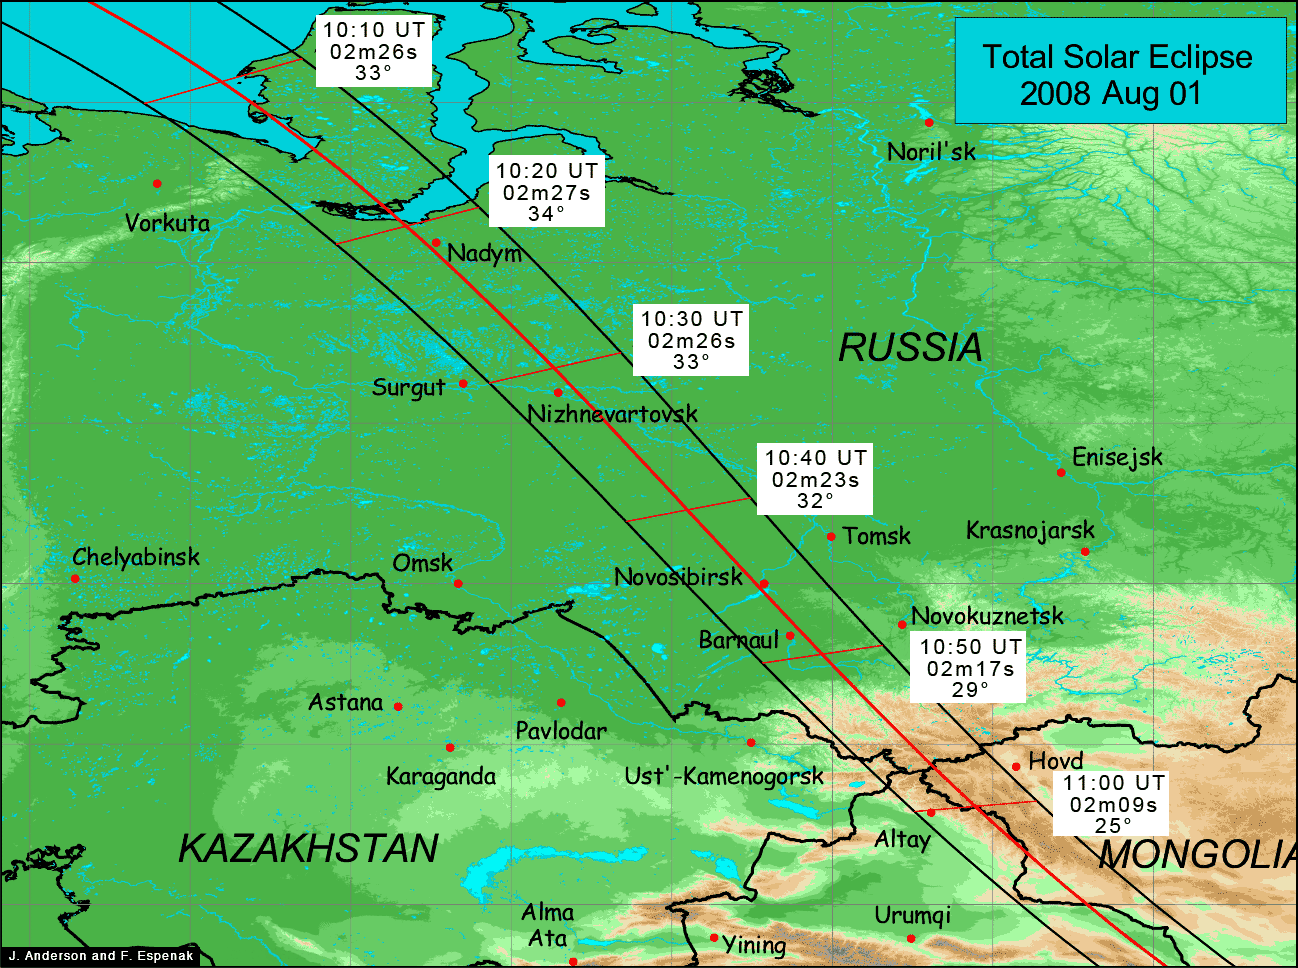 10:10 UT
02m26s
33°
Total Solar Eclipse
2008 Aug 01
Noril'sk
10:20 UT
02m27s
34°
Vorkuta
Nadym
10:30 UT
02m26s
33°
RUSSIA
Surgut
Nizhnevartovsk
10:40 UT
02m23s
32°
Enisejsk
Tomsk
Krasnojarsk
Chelyabinsk
Omsk
Novosibirsk
Novokuznetsk
Barnaul
10:50 UT
02m17s
29°
Astana
Pavlodar
Karaganda
Ust'-Kamenogorsk
Hovd
11:00 UT
02m09s
25°
Altay
KAZAKHSTAN
MONGOLIA
Alma
Ata
Urumqi
Yining
J. Anderson and F. Espenak